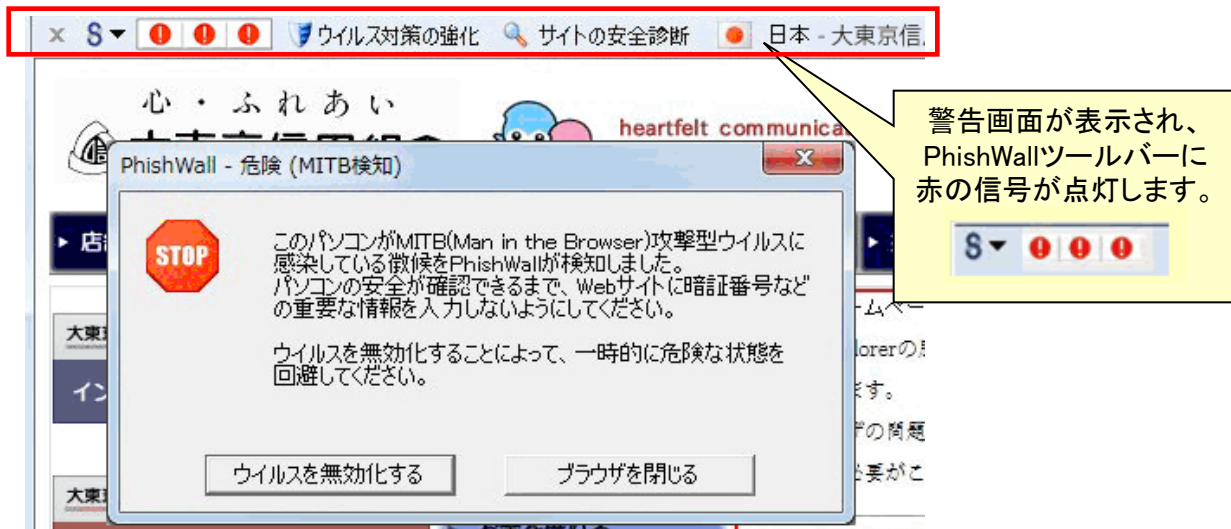 x S ウイルス対策の強化 サイトの安全診断 日本 - 大東京信
心・ふれあい
heartfelt communica
警告画面が表示され、
PhishWallツールバーに
赤の信号が点灯します。
S
PhishWall - 危険 (MITB検知)
STOP
このパソコンがMITB(Man in the Browser)攻撃型ウイルスに
感染している徴候をPhishWallが検知しました。
パソコンの安全が確認できるまで、Webサイトに暗証番号など
の重要な情報を入力しないようにしてください。
ウイルスを無効化することによって、一時的に危険な状態を
回避してください。
ウイルスを無効化する ブラウザを閉じる
店
大東
イン
大東
ームペー
lorerの
ます。
の問題
必要がこ